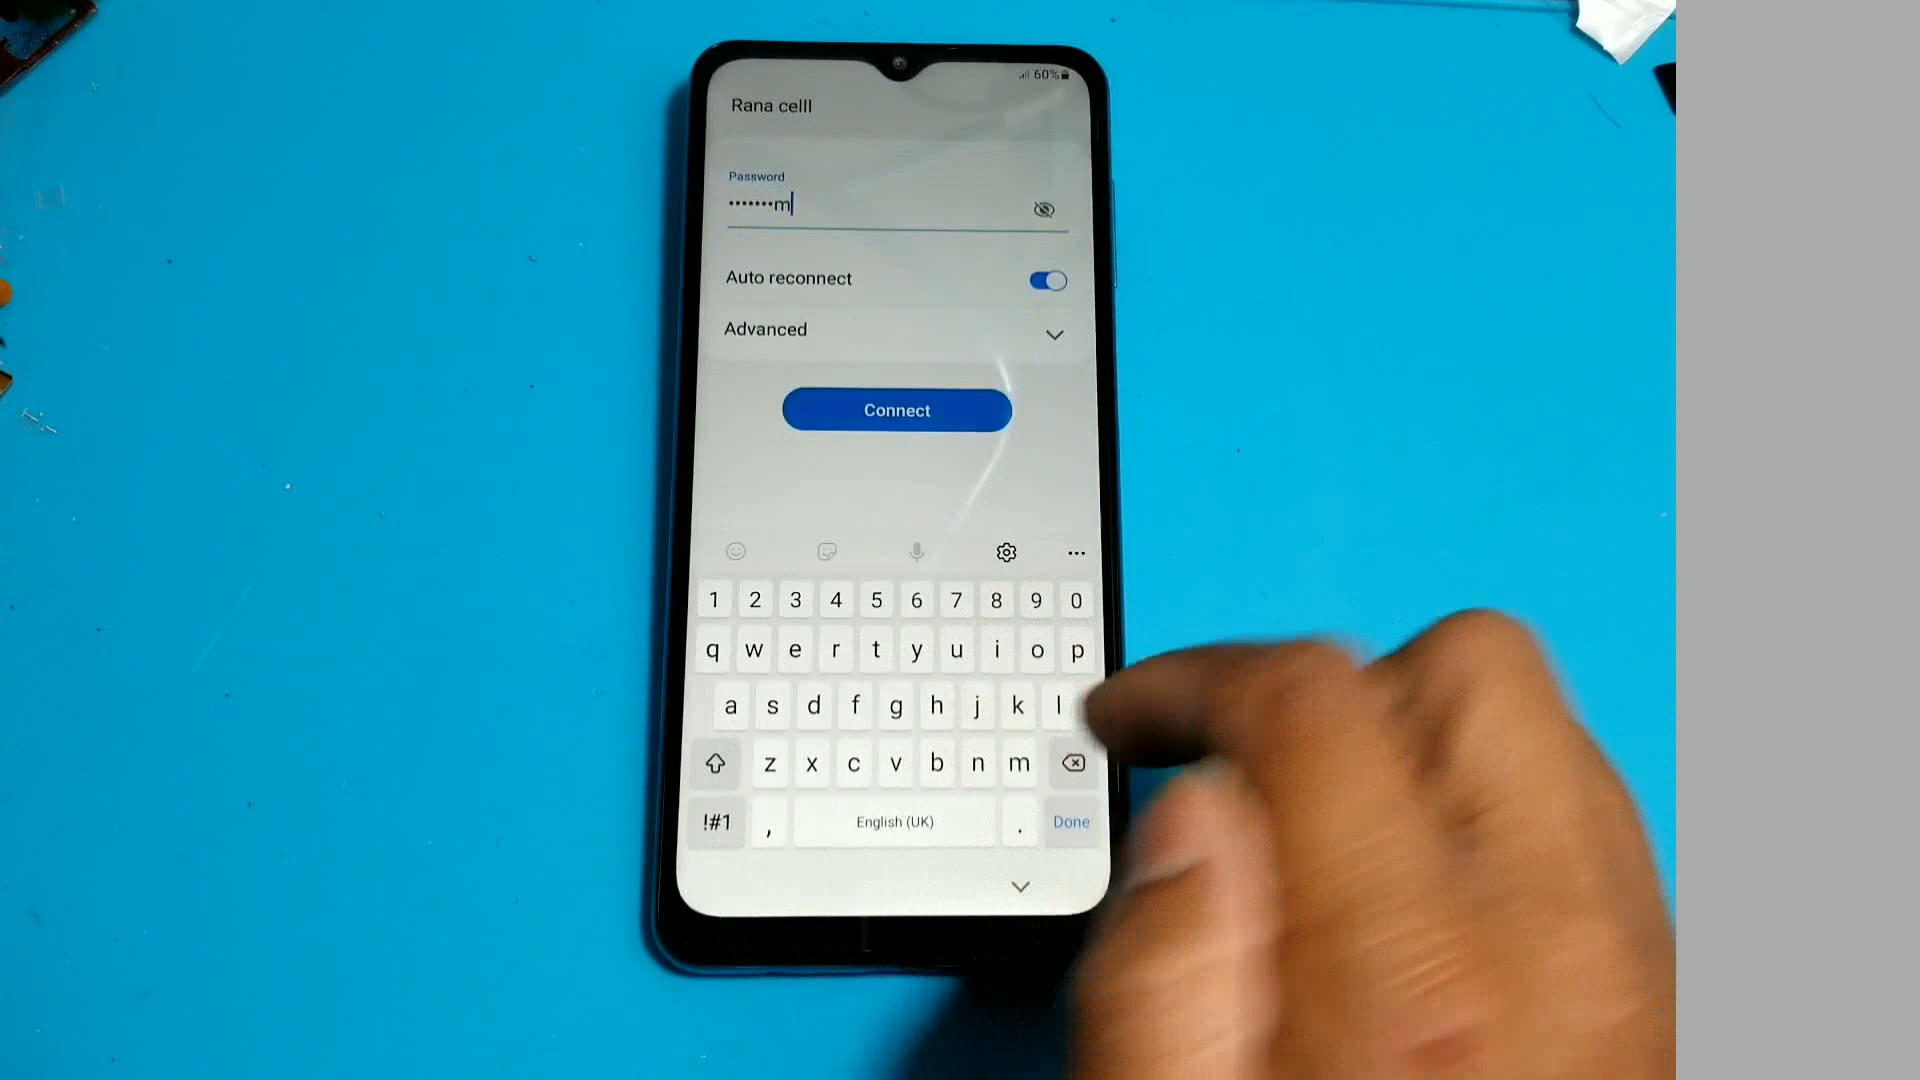 60%
Rana celll
Password
•••••••m
Auto reconnect
Advanced
Connect
1 2 3 4 5 6 7 8 9 0
q w e r t y u i o p
a s d f g h j k l
z x c v b n m
!#1 , English (UK) . Done